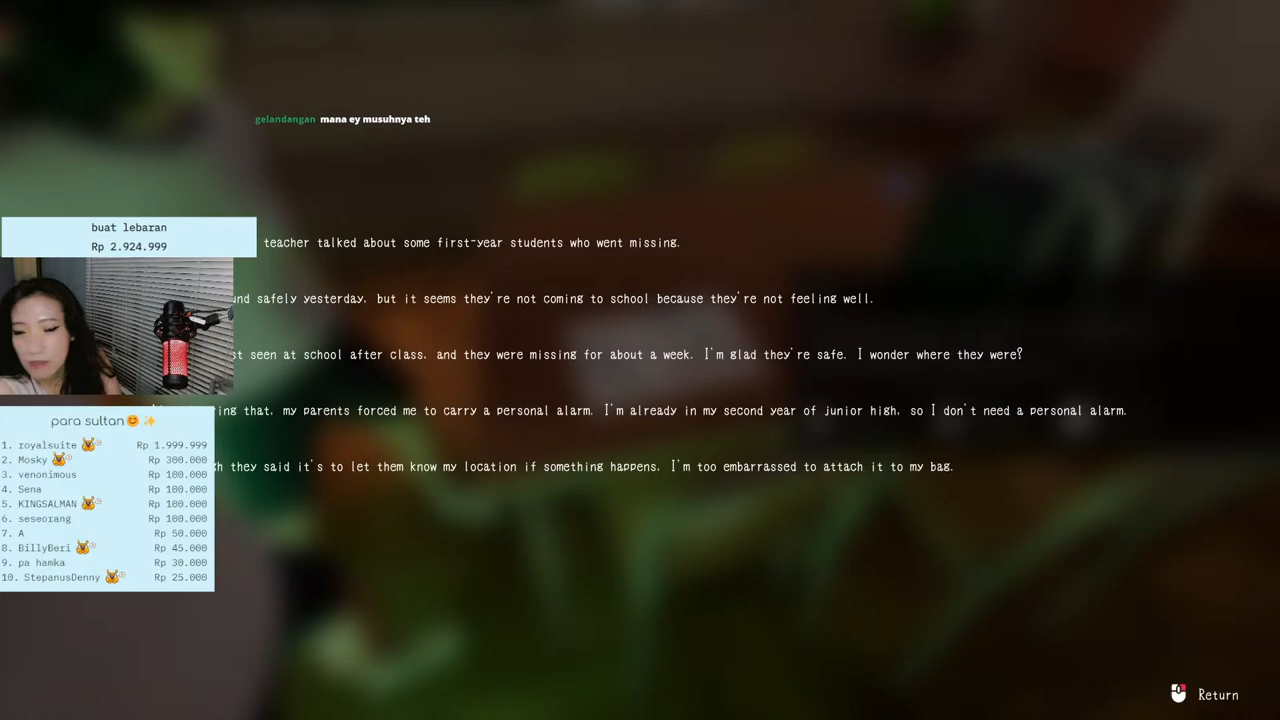 gelandangan mana ey musuhnya teh
buat lebaran
Rp 2.924.999
teacher talked about some first-year students who went missing.
safely yesterday, but it seems they're not coming to school because they're not feeling well.
seen at school after class, and they were missing for about a week. I'm glad they're safe. I wonder where they were?
that, my parents forced me to carry a personal alarm. I'm already in my second year of junior high, so I don't need a personal alarm.
they said it's to let them know my location if something happens, I'm too embarrassed to attach it to my bag.
para sultan😊✨
1. royalsuite Rp 1.999.999
2. Mosky Rp 300.000
3. venonimous Rp 100.000
4. Sena Rp 100.000
5. KINGSALMAN Rp 100.000
6. seseorang Rp 100.000
7. A Rp 50.000
8. BillyBeri Rp 45.000
9. pa hamka Rp 30.000
10. StepanusDenny Rp 25.000
Return